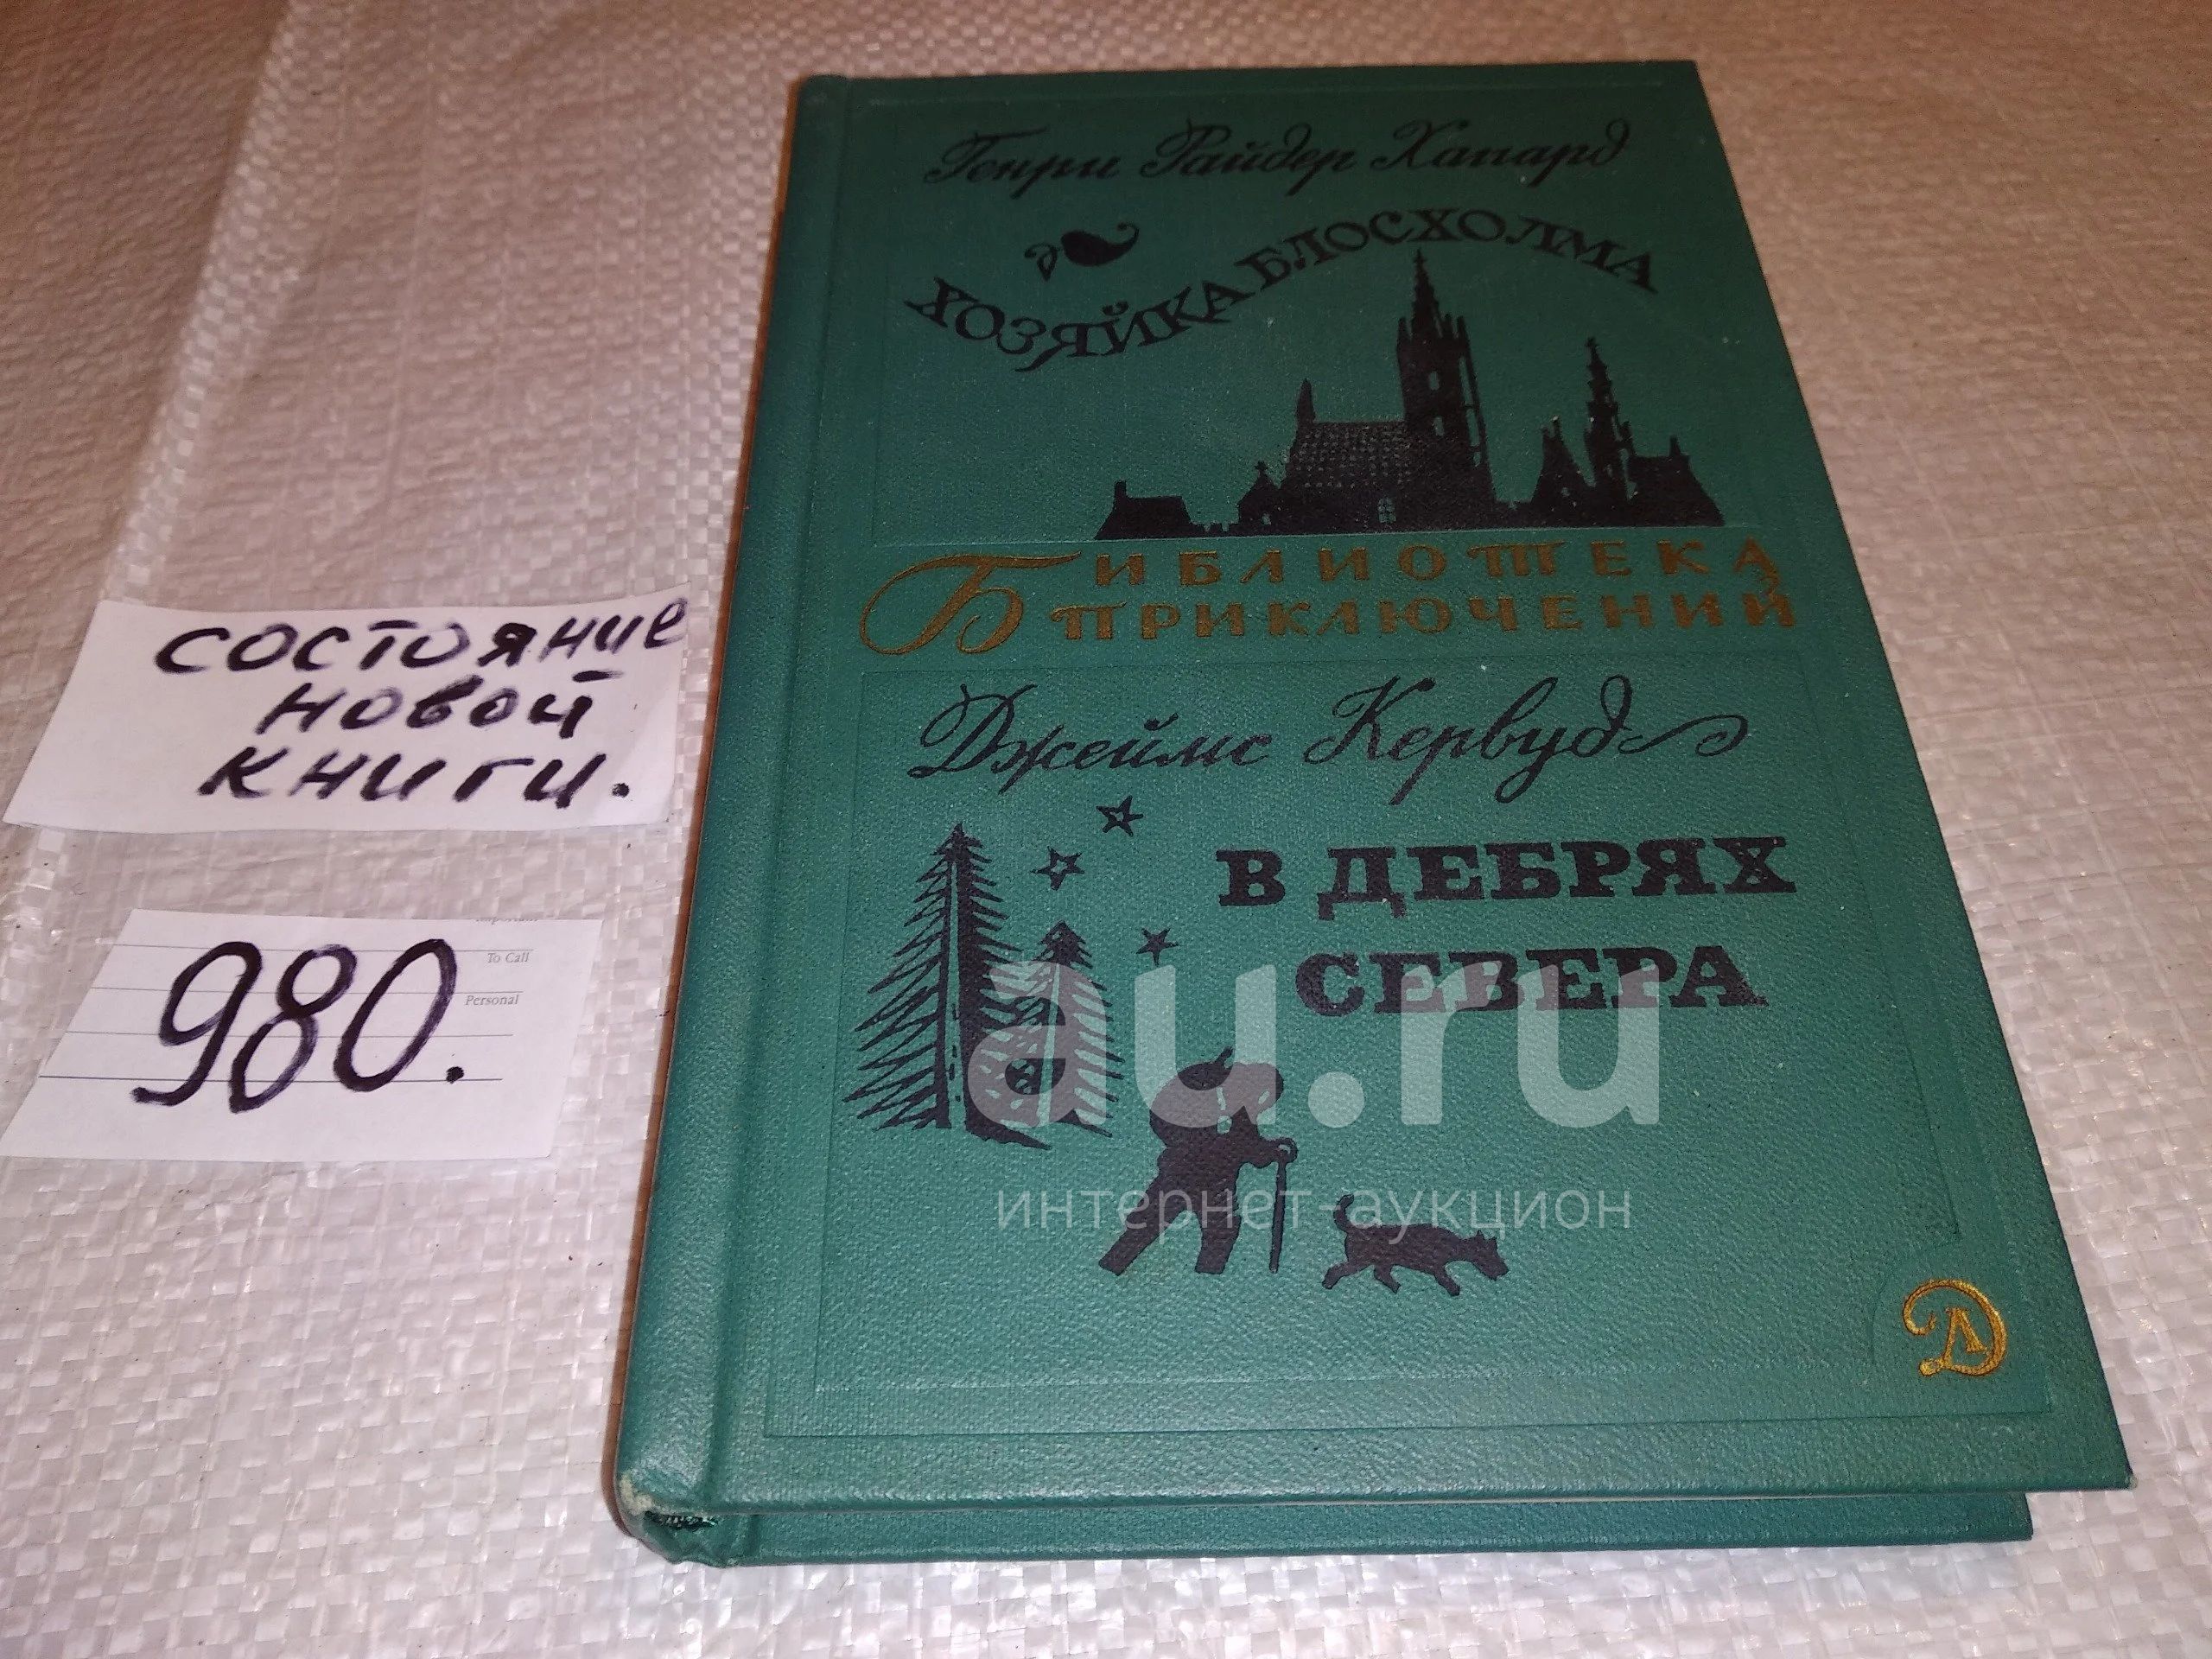 Генри Райдер Хаггард
ХОЗЯЙКА БЛОСХОЛМА
БИБЛИОТЕКА
ПРИКЛЮЧЕНИЙ
Джеймс Кервуд
В ДЕБРЯХ
СЕВЕРА
Д
состояние
новой
книги.
Important
To Call
Personal
980.
au.ru
интернет-аукцион